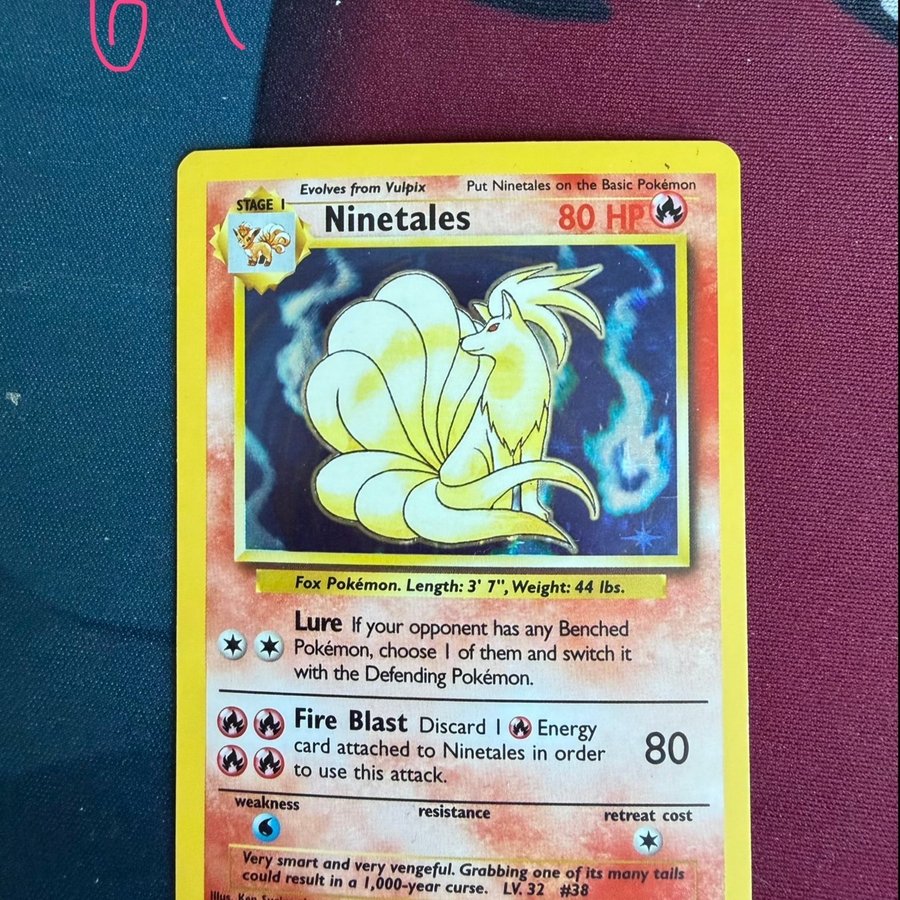 Evolves from Vulpix
Put Ninetales on the Basic Pokémon
STAGE 1
Ninetales
80 HP
Fox Pokémon. Length: 3' 7", Weight: 44 lbs.
Lure If your opponent has any Benched
Pokémon, choose 1 of them and switch it
with the Defending Pokémon.
Fire Blast Discard 1 Energy
card attached to Ninetales in order
to use this attack.
80
weakness
resistance
retreat cost
Very smart and very vengeful. Grabbing one of its many tails
could result in a 1,000-year curse. LV. 32 #38
Illus. Ken